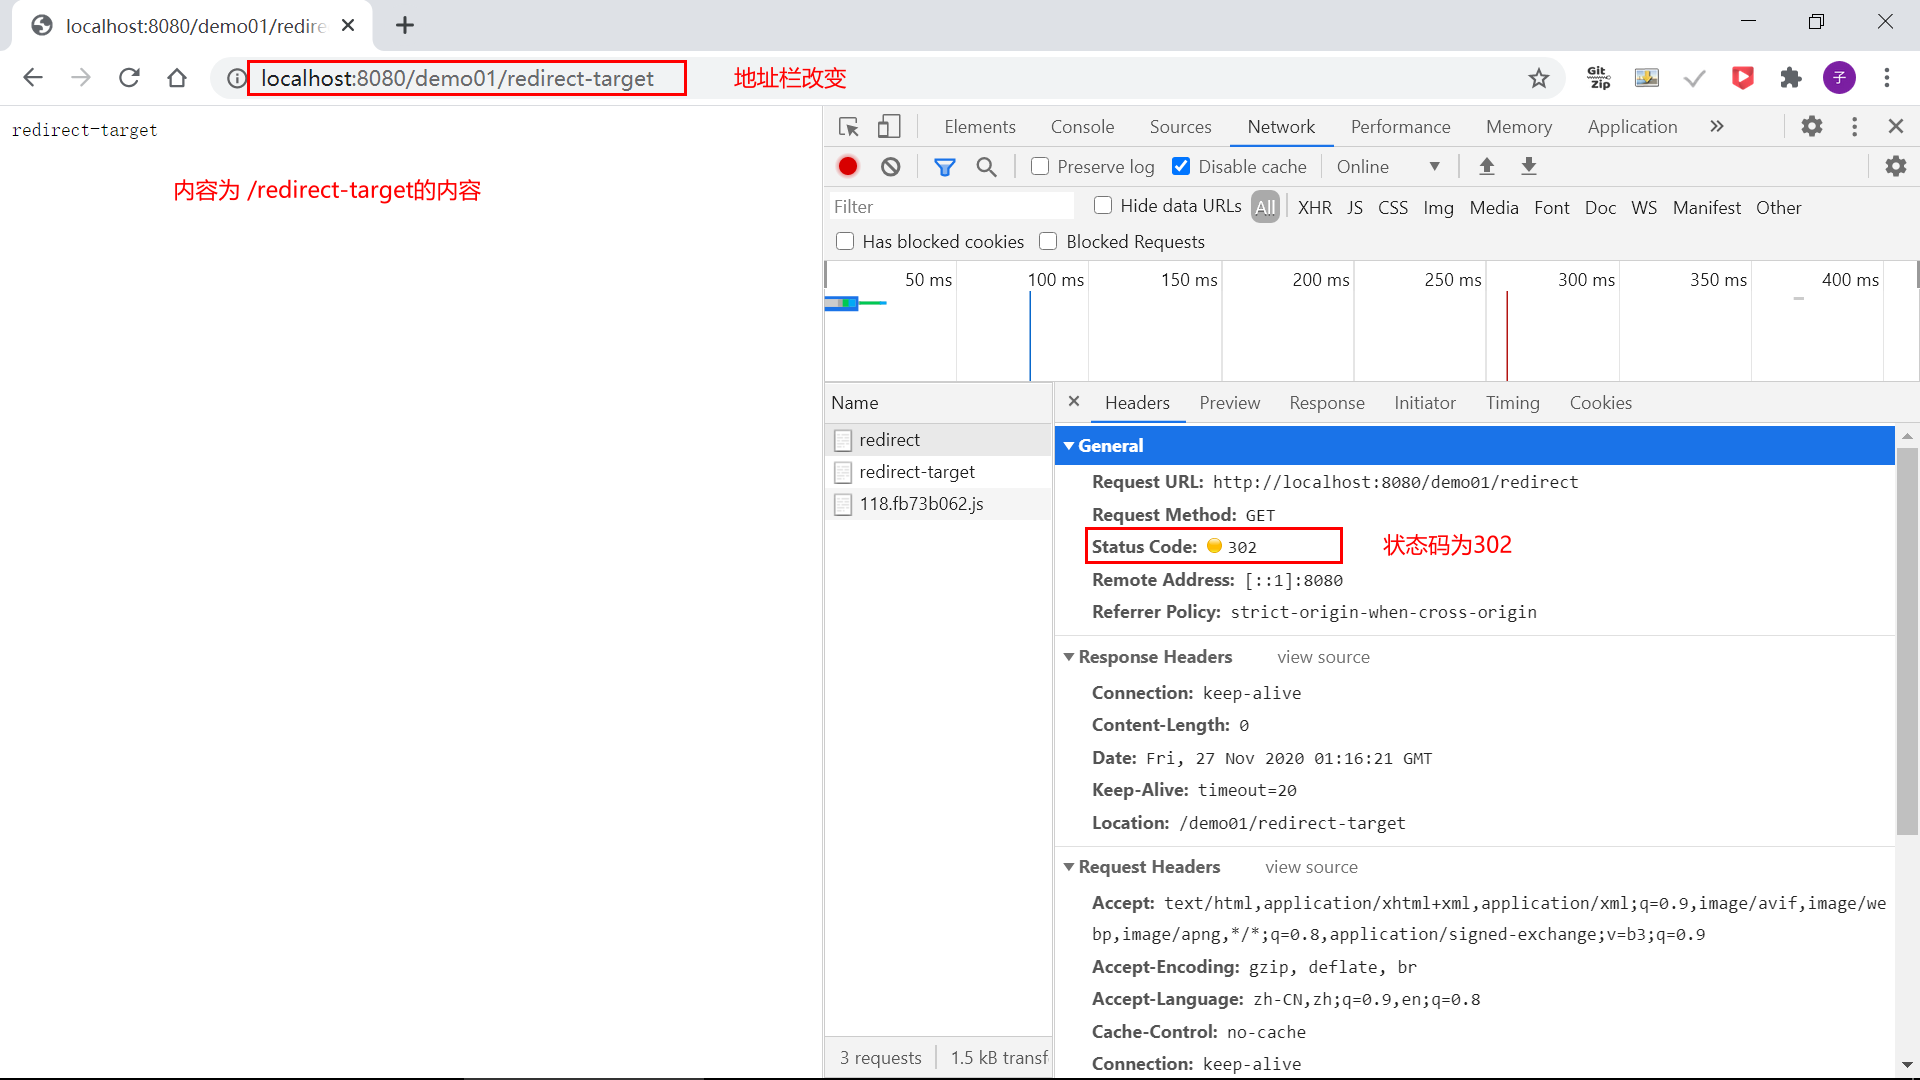 localhost:8080/demo01/redire
localhost:8080/demo01/redirect-target
地址栏改变
Git
Zip
子
redirect-target
内容为 /redirect-target的内容
Elements Console Sources Network Performance Memory Application
Preserve log Disable cache Online
Filter Hide data URLs All XHR JS CSS Img Media Font Doc WS Manifest Other
Has blocked cookies Blocked Requests
50 ms 100 ms 150 ms 200 ms 250 ms 300 ms 350 ms 400 ms
Name
redirect
redirect-target
118.fb73b062.js
3 requests 1.5 kB transf
Headers Preview Response Initiator Timing Cookies
General
Request URL: http://localhost:8080/demo01/redirect
Request Method: GET
Status Code: 302
状态码为302
Remote Address: [::1]:8080
Referrer Policy: strict-origin-when-cross-origin
Response Headers view source
Connection: keep-alive
Content-Length: 0
Date: Fri, 27 Nov 2020 01:16:21 GMT
Keep-Alive: timeout=20
Location: /demo01/redirect-target
Request Headers view source
Accept: text/html,application/xhtml+xml,application/xml;q=0.9,image/avif,image/we
bp,image/apng,*/*;q=0.8,application/signed-exchange;v=b3;q=0.9
Accept-Encoding: gzip, deflate, br
Accept-Language: zh-CN,zh;q=0.9,en;q=0.8
Cache-Control: no-cache
Connection: keep-alive